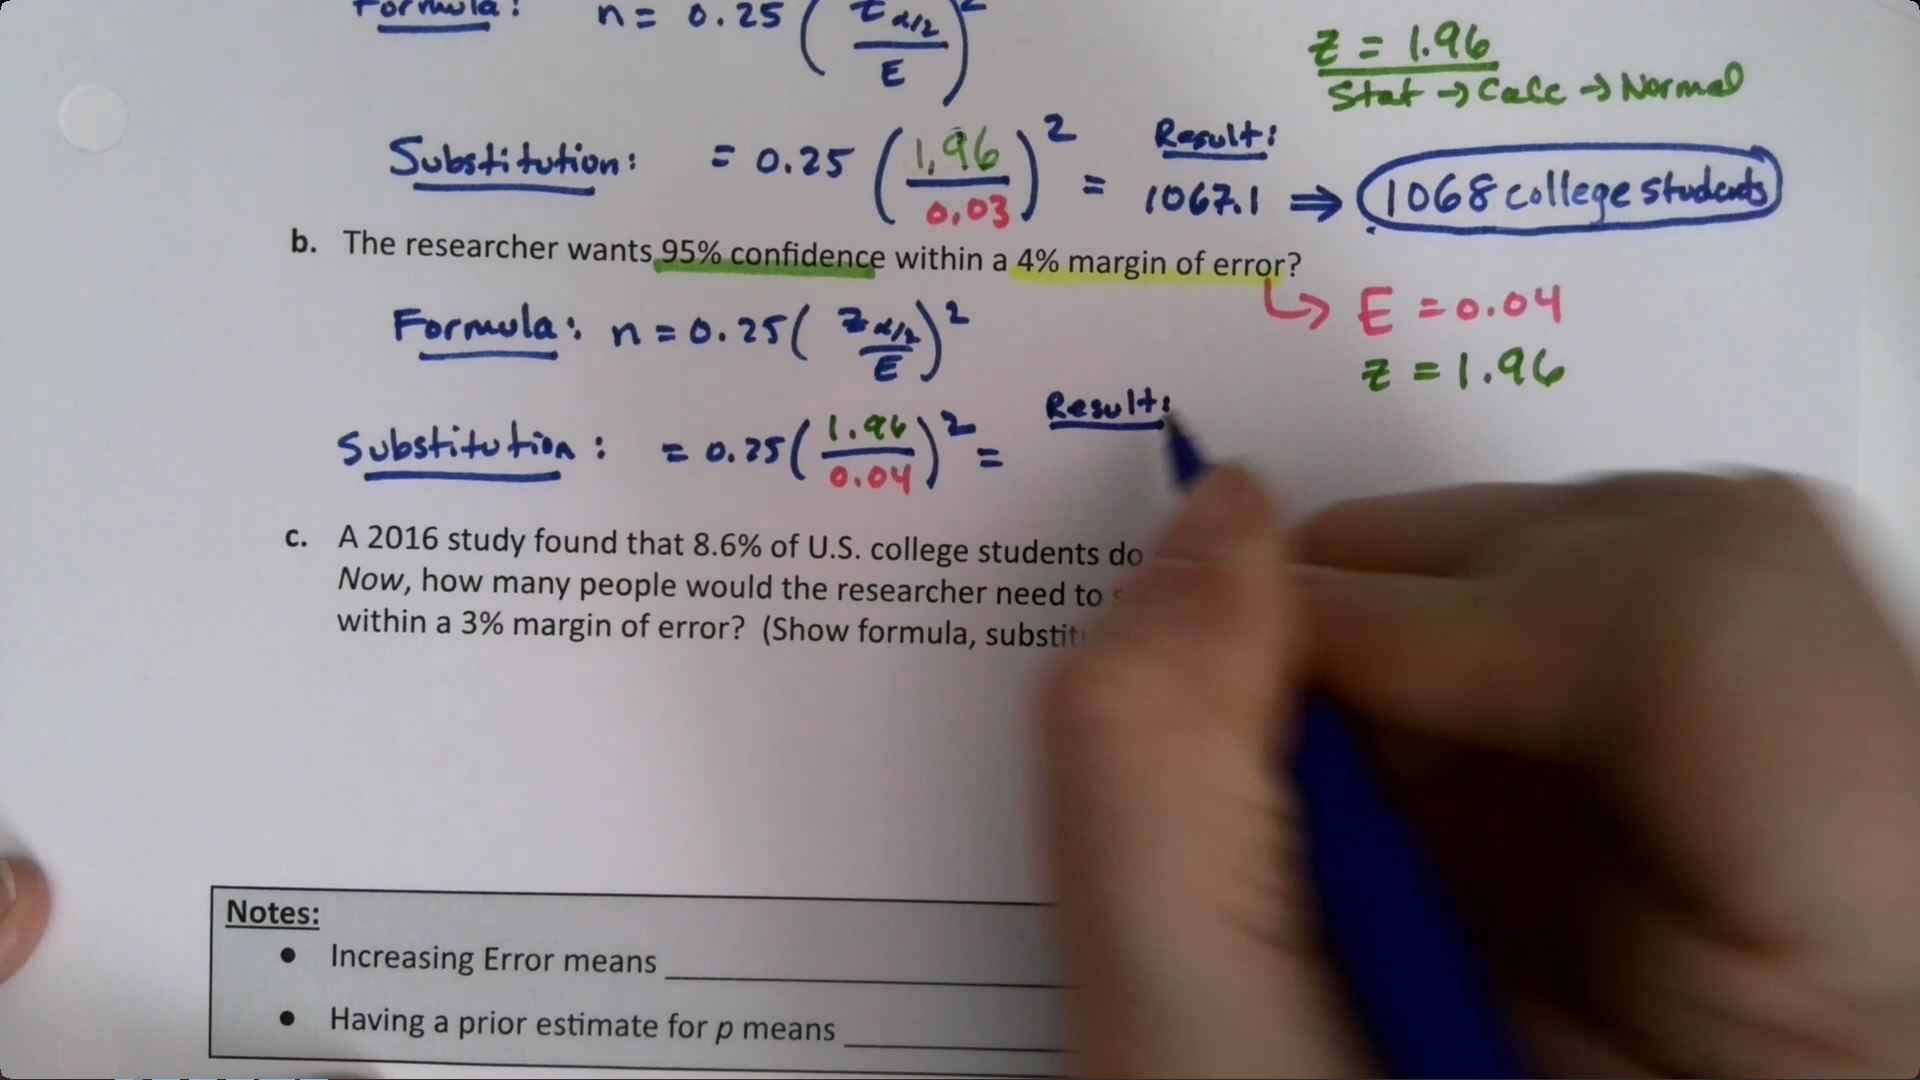 Formula: n = 0.25 ( z α/2 / E )²
z = 1.96
Stat → Calc → Normal
Substitution: = 0.25 ( 1.96 / 0.03 )² = Result: 1067.1 ⇒ 1068 college students
b. The researcher wants 95% confidence within a 4% margin of error?
↳ E = 0.04
z = 1.96
Formula: n = 0.25 ( z α/2 / E )²
Substitution: = 0.25 ( 1.96 / 0.04 )² = Result:
c. A 2016 study found that 8.6% of U.S. college students do
Now, how many people would the researcher need to
within a 3% margin of error? (Show formula,
Notes:
• Increasing Error means
• Having a prior estimate for p means